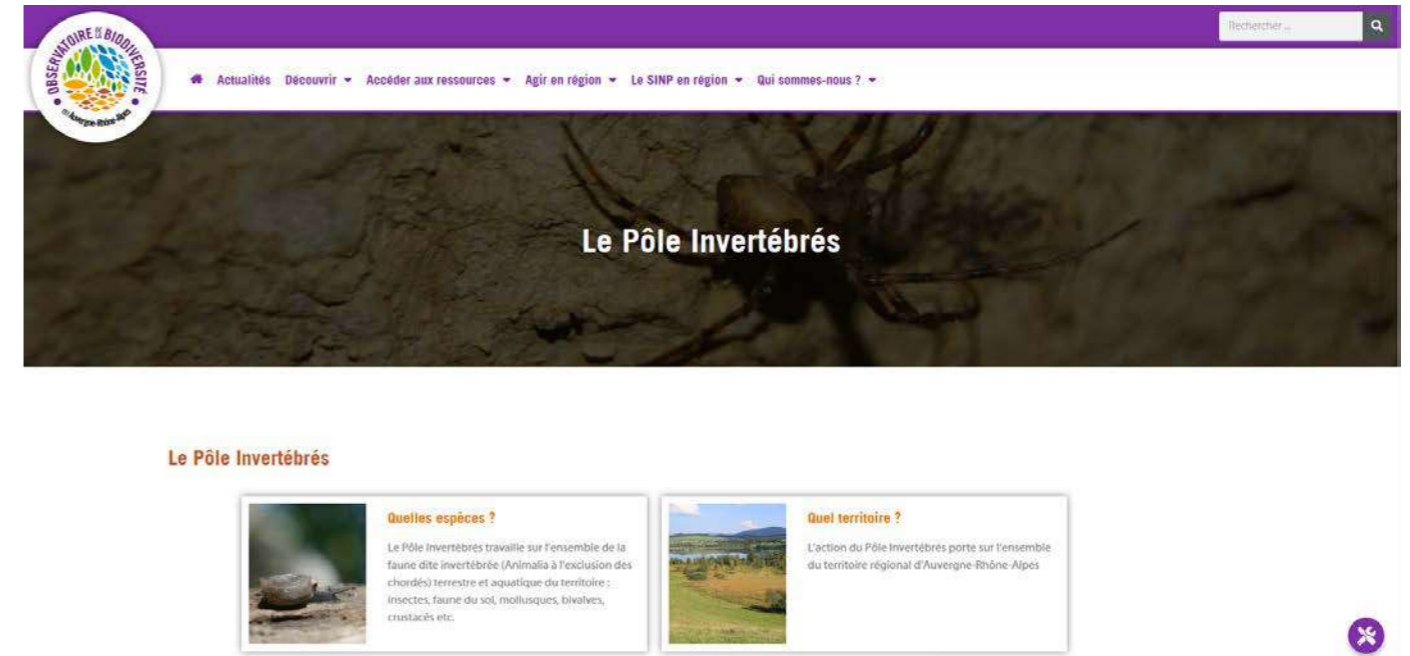 Rechercher ...
OBSERVATOIRE DE LA BIODIVERSITÉ
en Auvergne-Rhône-Alpes
Actualités Découvrir Accéder aux ressources Agir en région Le SINP en région Qui sommes-nous ?
Le Pôle Invertébrés
Le Pôle Invertébrés
Quelles espèces ?
Le Pôle Invertébrés travaille sur l'ensemble de la
faune dite invertébrée (Animalia à l'exclusion des
chordés) terrestre et aquatique du territoire :
insectes, faune du sol, mollusques, bivalves,
crustacés etc.
Quel territoire ?
L'action du Pôle Invertébrés porte sur l'ensemble
du territoire régional d'Auvergne-Rhône-Alpes